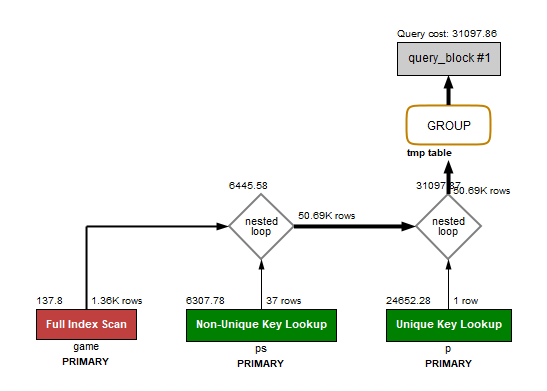 Query cost: 31097.86
query_block #1
GROUP
tmp table
6445.58
31097.87
50.69K rows
nested
loop
50.69K rows
nested
loop
137.8
1.36K rows
6307.78
37 rows
24652.28
1 row
Full Index Scan
Non-Unique Key Lookup
Unique Key Lookup
game
ps
p
PRIMARY
PRIMARY
PRIMARY